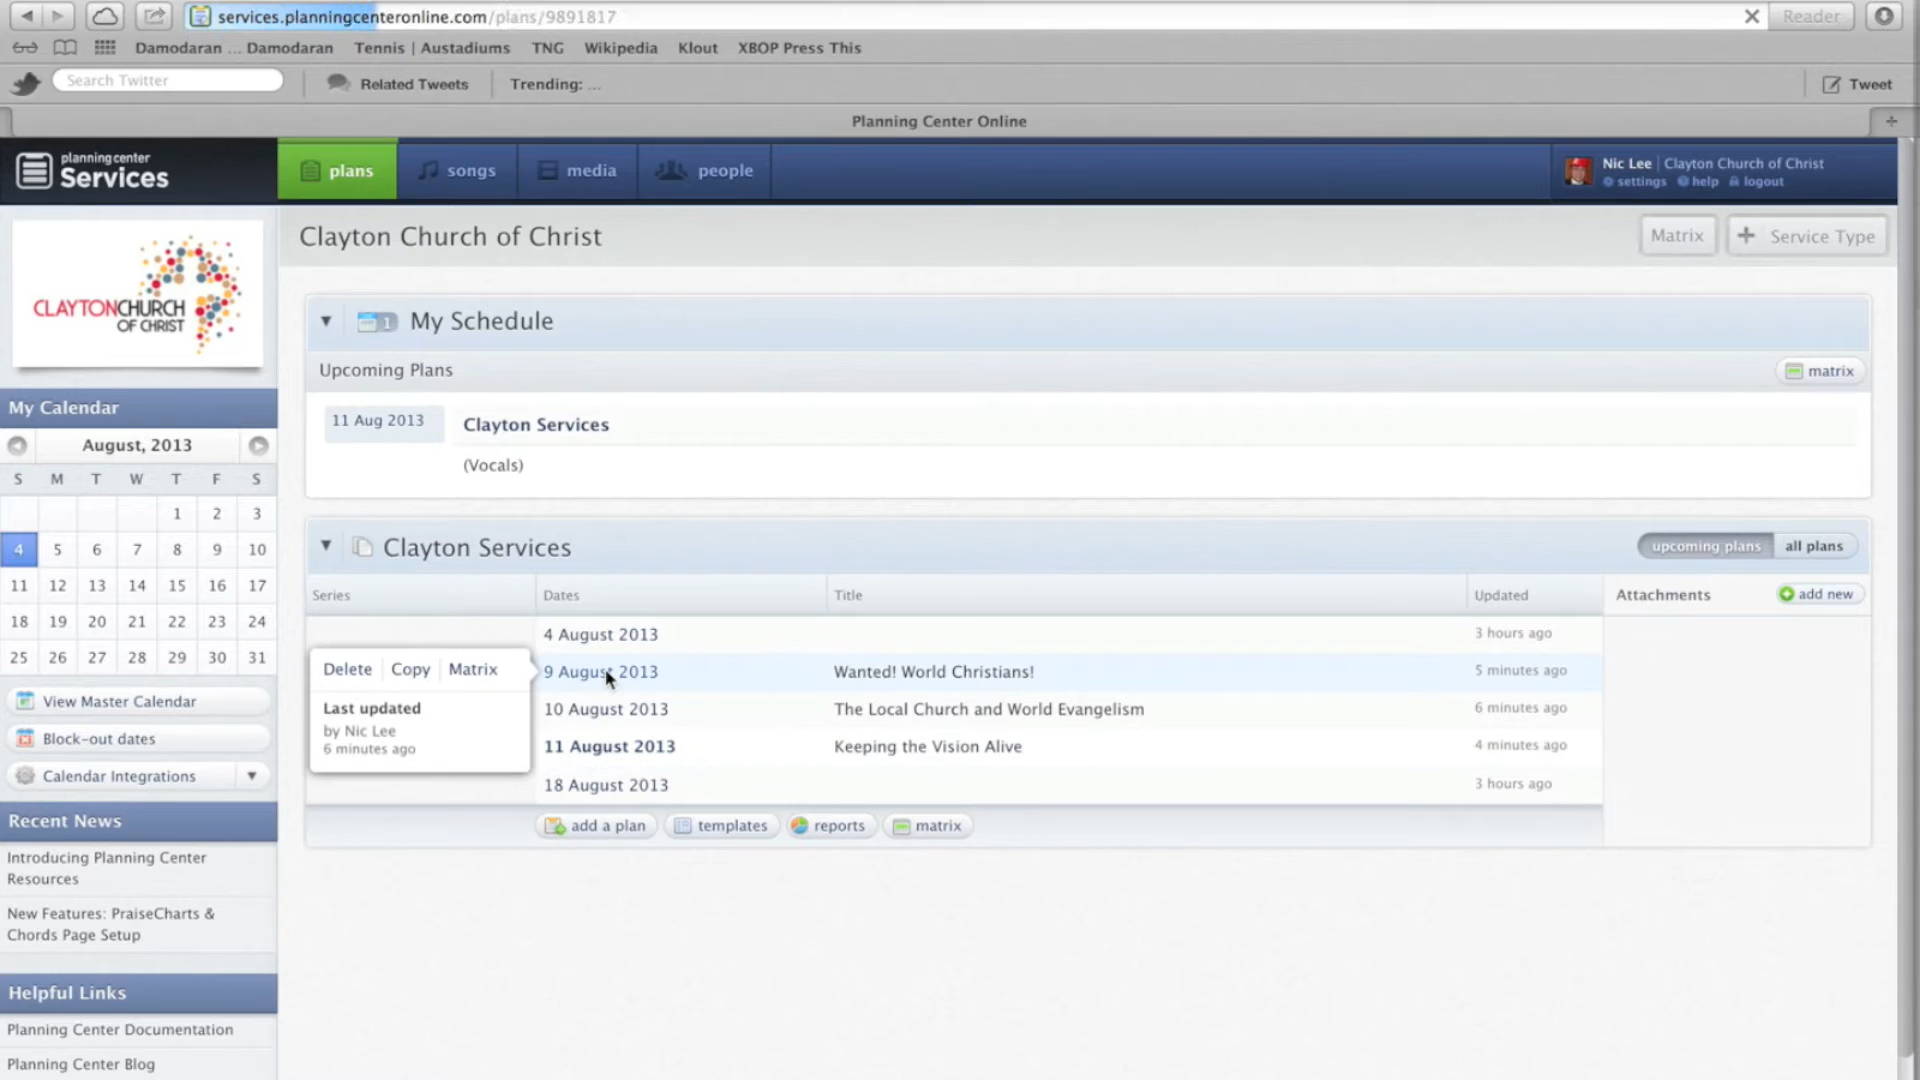 services.planningcenteronline.com/plans/9891817
Reader
Damodaran ... Damodaran
Tennis | Austadiums
TNG
Wikipedia
Klout
XBOP Press This
Search Twitter
Related Tweets
Trending: ...
Tweet
Planning Center Online
planning center
Services
plans
songs
media
people
Nic Lee | Clayton Church of Christ
settings help logout
CLAYTONCHURCH
OF CHRIST
Clayton Church of Christ
Matrix
+ Service Type
My Calendar
August, 2013
S M T W T F S
1 2 3
4 5 6 7 8 9 10
11 12 13 14 15 16 17
18 19 20 21 22 23 24
25 26 27 28 29 30 31
View Master Calendar
Block-out dates
Calendar Integrations
Recent News
Introducing Planning Center
Resources
New Features: PraiseCharts &
Chords Page Setup
Helpful Links
Planning Center Documentation
Planning Center Blog
1 My Schedule
Upcoming Plans
matrix
11 Aug 2013
Clayton Services
(Vocals)
Clayton Services
upcoming plans
all plans
Series
Dates
Title
Updated
Attachments
add new
4 August 2013
3 hours ago
9 August 2013
Wanted! World Christians!
5 minutes ago
10 August 2013
The Local Church and World Evangelism
6 minutes ago
11 August 2013
Keeping the Vision Alive
4 minutes ago
18 August 2013
3 hours ago
Delete
Copy
Matrix
Last updated
by Nic Lee
6 minutes ago
add a plan
templates
reports
matrix